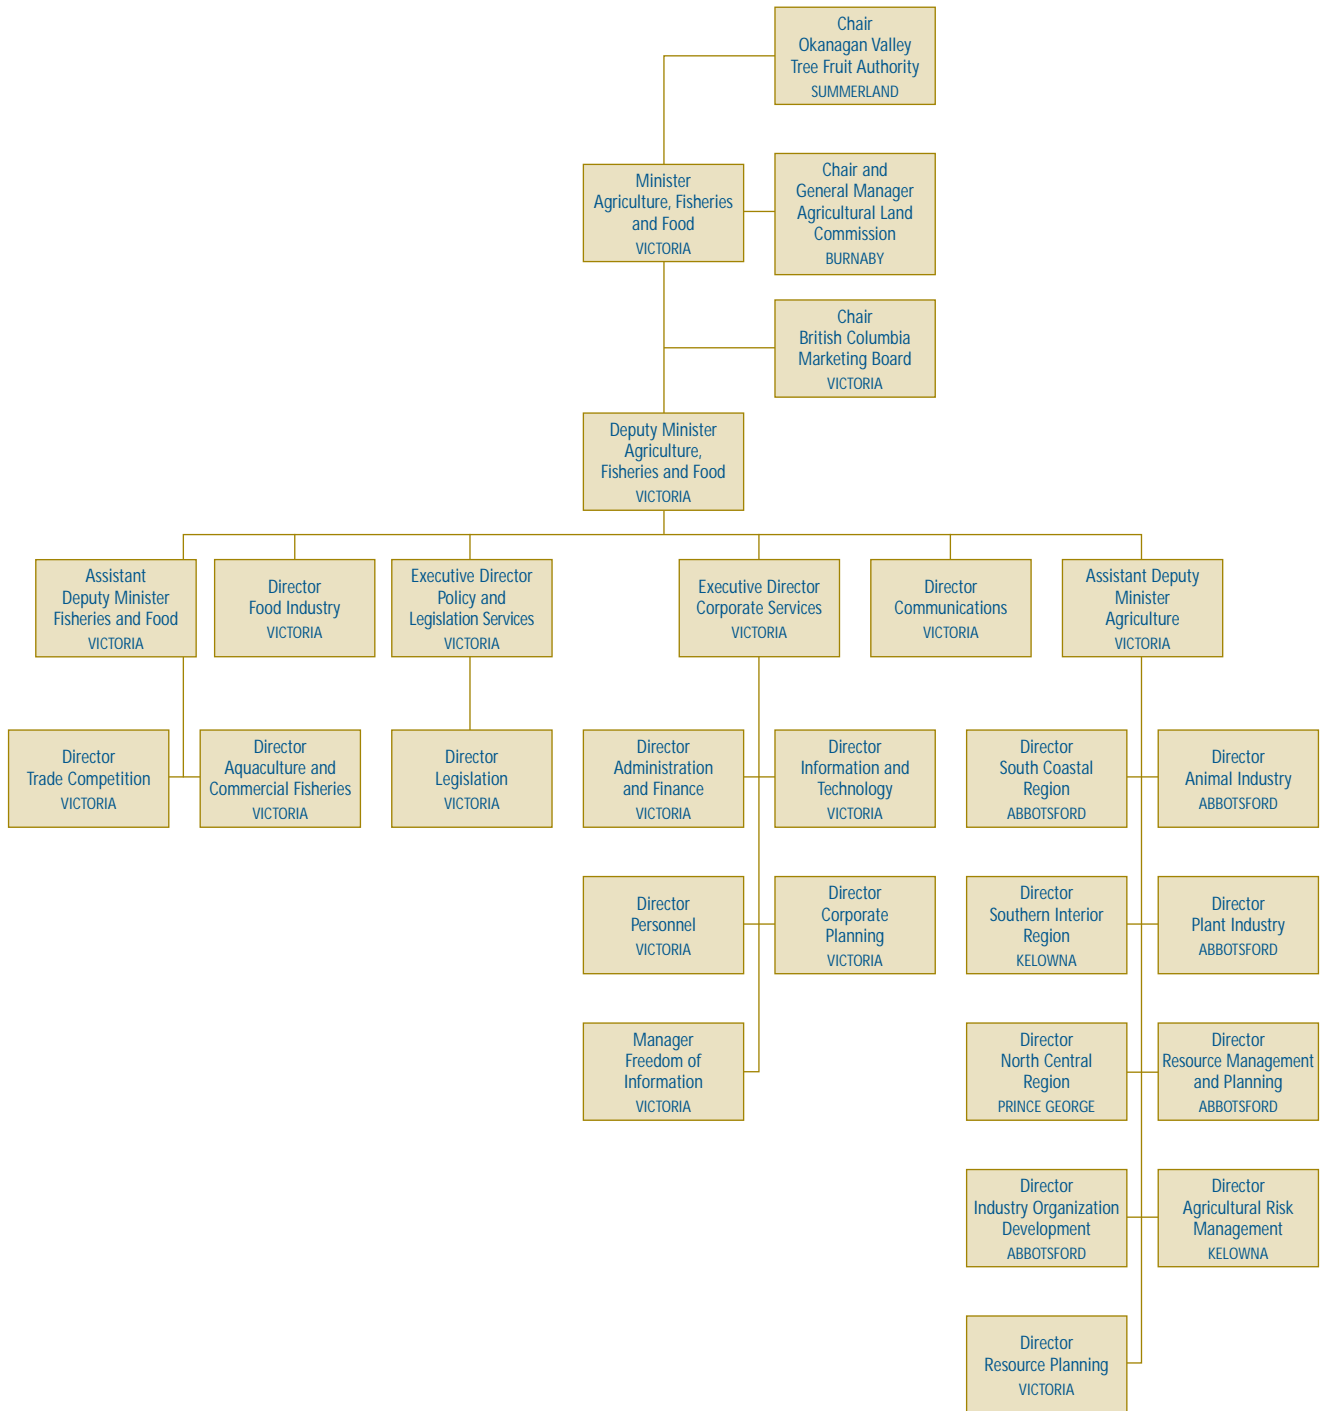 Chair
Okanagan Valley
Tree Fruit Authority
SUMMERLAND
Minister
Agriculture, Fisheries
and Food
VICTORIA
Chair and
General Manager
Agricultural Land
Commission
BURNABY
Chair
British Columbia
Marketing Board
VICTORIA
Deputy Minister
Agriculture,
Fisheries and Food
VICTORIA
Assistant
Deputy Minister
Fisheries and Food
VICTORIA
Director
Food Industry
VICTORIA
Executive Director
Policy and
Legislation Services
VICTORIA
Executive Director
Corporate Services
VICTORIA
Director
Communications
VICTORIA
Assistant Deputy
Minister
Agriculture
VICTORIA
Director
Trade Competition
VICTORIA
Director
Aquaculture and
Commercial Fisheries
VICTORIA
Director
Legislation
VICTORIA
Director
Administration
and Finance
VICTORIA
Director
Information and
Technology
VICTORIA
Director
South Coastal
Region
ABBOTSFORD
Director
Animal Industry
ABBOTSFORD
Director
Personnel
VICTORIA
Director
Corporate
Planning
VICTORIA
Director
Southern Interior
Region
KELOWNA
Director
Plant Industry
ABBOTSFORD
Manager
Freedom of
Information
VICTORIA
Director
North Central
Region
PRINCE GEORGE
Director
Resource Management
and Planning
ABBOTSFORD
Director
Industry Organization
Development
ABBOTSFORD
Director
Agricultural Risk
Management
KELOWNA
Director
Resource Planning
VICTORIA